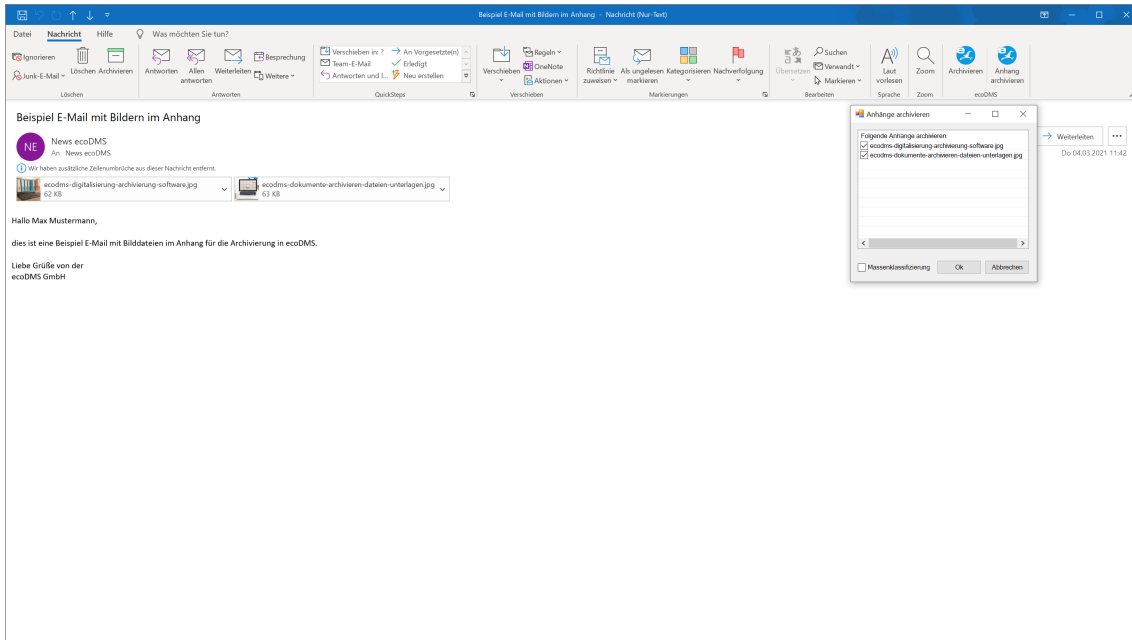 Beispiel E-Mail mit Bildern im Anhang - Nachricht (Nur-Text)
Datei Nachricht Hilfe Was möchten Sie tun?
Ignorieren
Junk-E-Mail
Löschen Archivieren
Löschen
Antworten Allen antworten Weiterleiten
Besprechung
Weitere
Antworten
Verschieben in: ? An Vorgesetzte(n)
Team-E-Mail Erledigt
Antworten und l... Neu erstellen
QuickSteps
Verschieben
Regeln
OneNote
Aktionen
Verschieben
Richtlinie zuweisen Als ungelesen markieren Kategorisieren Nachverfolgung
Markierungen
Übersetzen
Suchen
Verwandt
Markieren
Bearbeiten
Laut vorlesen
Sprache
Zoom
Zoom
Archivieren Anhang archivieren
ecoDMS
Beispiel E-Mail mit Bildern im Anhang
NE
News ecoDMS
An News ecoDMS
Wir haben zusätzliche Zeilenumbrüche aus dieser Nachricht entfernt.
Weiterleiten
Do 04.03.2021 11:42
ecodms-digitalisierung-archivierung-software.jpg
62 KB
ecodms-dokumente-archivieren-dateien-unterlagen.jpg
63 KB
Hallo Max Mustermann,
dies ist eine Beispiel E-Mail mit Bilddateien im Anhang für die Archivierung in ecoDMS.
Liebe Grüße von der
ecoDMS GmbH
Anhänge archivieren
Folgende Anhänge archivieren:
ecodms-digitalisierung-archivierung-software.jpg
ecodms-dokumente-archivieren-dateien-unterlagen.jpg
Massenklassifizierung Ok Abbrechen